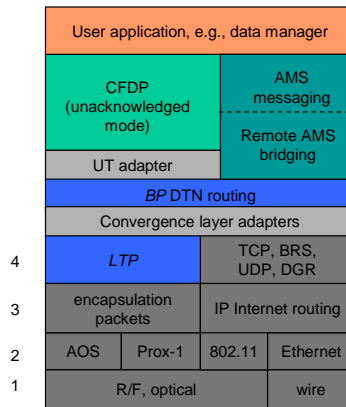 User application, e.g., data manager
CFDP
(unacknowledged
mode)
AMS
messaging
Remote AMS
bridging
UT adapter
BP DTN routing
Convergence layer adapters
4
LTP
TCP, BRS,
UDP, DGR
3
encapsulation
packets
IP Internet routing
2
AOS
Prox-1
802.11
Ethernet
1
R/F, optical
wire